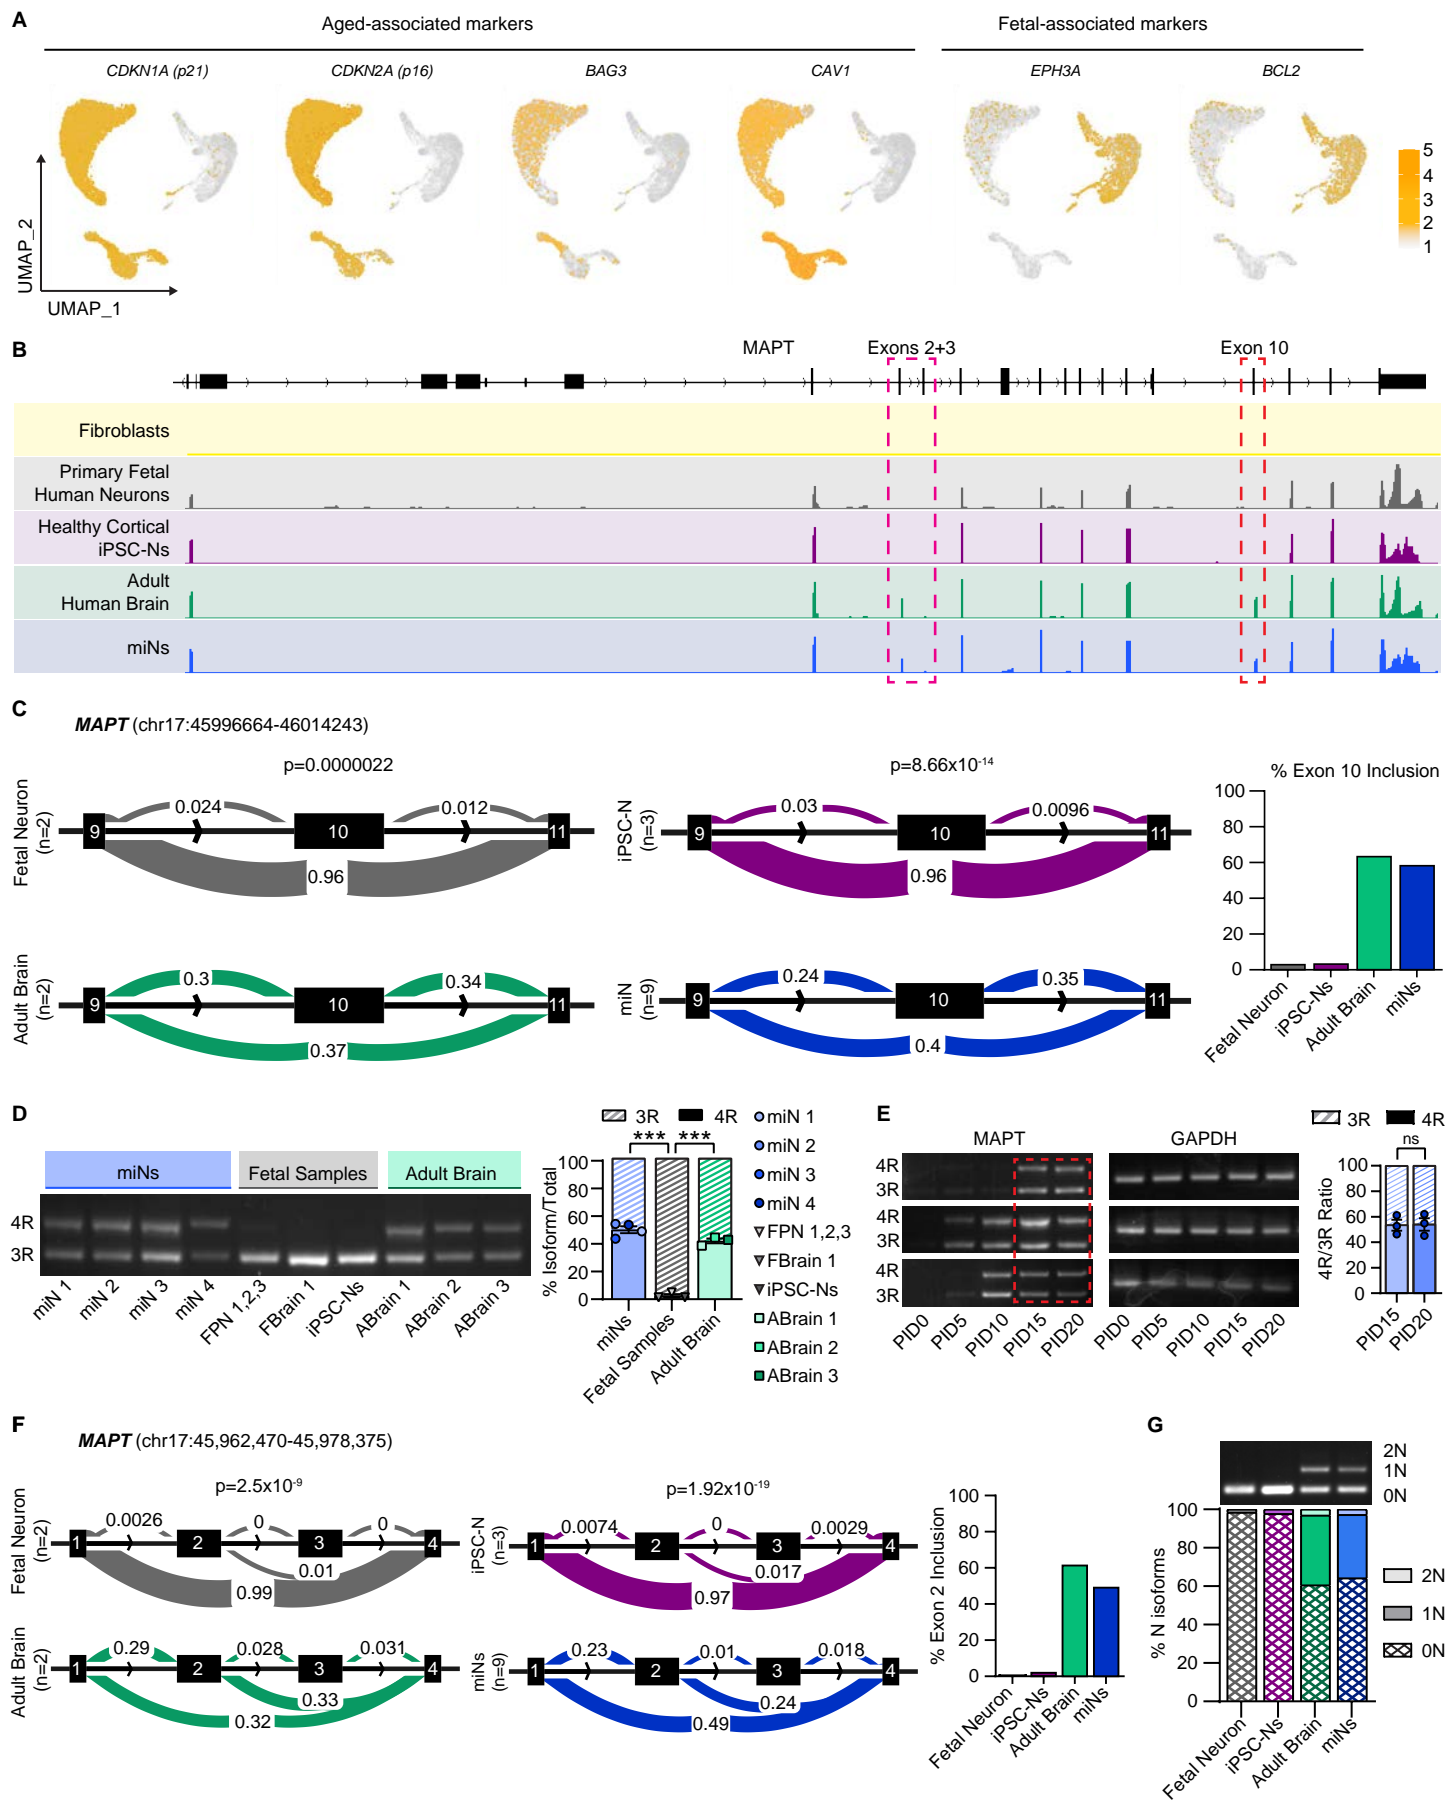 A
Aged-associated markers
Fetal-associated markers
CDKN1A (p21)
CDKN2A (p16)
BAG3
CAV1
EPH3A
BCL2
UMAP_2
UMAP_1
5
4
3
2
1
B
MAPT
Exons 2+3
Exon 10
Fibroblasts
Primary Fetal
Human Neurons
Healthy Cortical
iPSC-Ns
Adult
Human Brain
miNs
C
MAPT (chr17:45996664-46014243)
p=0.0000022
Fetal Neuron
(n=2)
0.024
0.012
9
10
11
0.96
p=8.66x10-14
iPSC-N
(n=3)
0.03
0.0096
9
10
11
0.96
Adult Brain
(n=2)
0.3
0.34
9
10
11
0.37
miN
(n=9)
0.24
0.35
9
10
11
0.4
% Exon 10 Inclusion
100
80
60
40
20
0
Fetal Neuron
iPSC-Ns
Adult Brain
miNs
D
miNs
Fetal Samples
Adult Brain
4R
3R
miN 1
miN 2
miN 3
miN 4
FPN 1,2,3
FBrain 1
iPSC-Ns
ABrain 1
ABrain 2
ABrain 3
3R
4R
***
***
% Isoform/Total
100
80
60
40
20
0
miNs
Fetal Samples
Adult Brain
miN 1
miN 2
miN 3
miN 4
FPN 1,2,3
FBrain 1
iPSC-Ns
ABrain 1
ABrain 2
ABrain 3
E
MAPT
GAPDH
4R
3R
4R
3R
4R
3R
PID0
PID5
PID10
PID15
PID20
PID0
PID5
PID10
PID15
PID20
3R
4R
ns
4R/3R Ratio
100
80
60
40
20
0
PID15
PID20
F
MAPT (chr17:45,962,470-45,978,375)
p=2.5x10-9
Fetal Neuron
(n=2)
0.0026
0
0
1
2
3
4
0.01
0.99
p=1.92x10-19
iPSC-N
(n=3)
0.0074
0
0.0029
1
2
3
4
0.017
0.97
Adult Brain
(n=2)
0.29
0.028
0.031
1
2
3
4
0.33
0.32
miNs
(n=9)
0.23
0.01
0.018
1
2
3
4
0.24
0.49
% Exon 2 Inclusion
100
80
60
40
20
0
Fetal Neuron
iPSC-Ns
Adult Brain
miNs
G
2N
1N
0N
% N isoforms
100
80
60
40
20
0
2N
1N
0N
Fetal Neuron
iPSC-Ns
Adult Brain
miNs